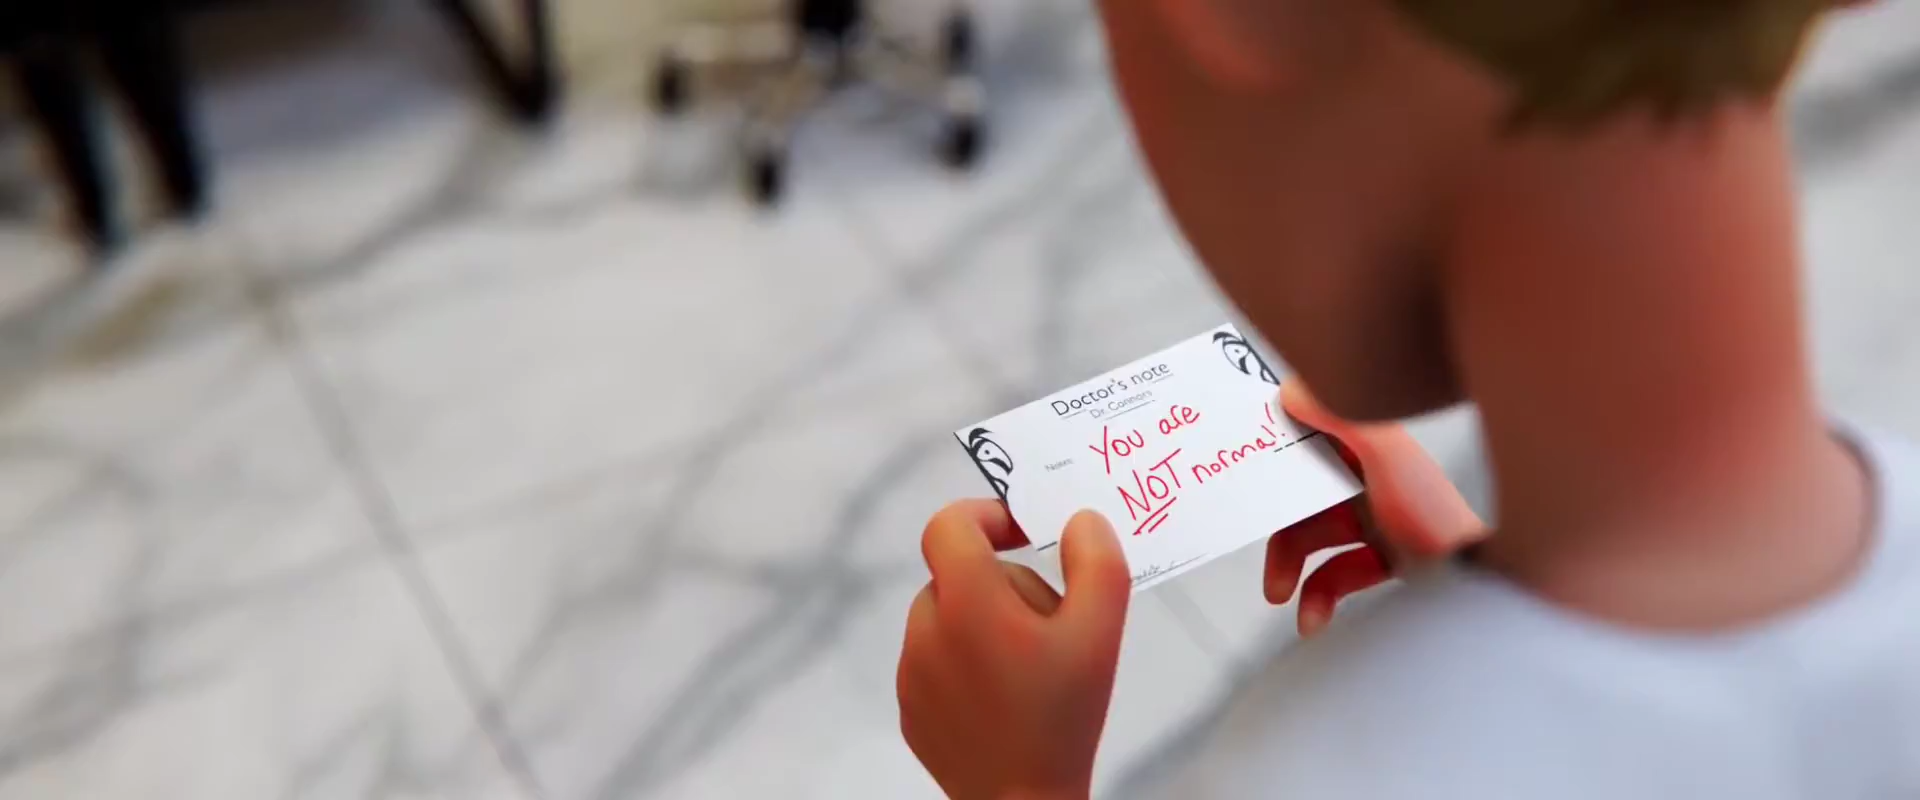 Doctor's note
Dr. Connors
Notes:
You are
NOT normal!